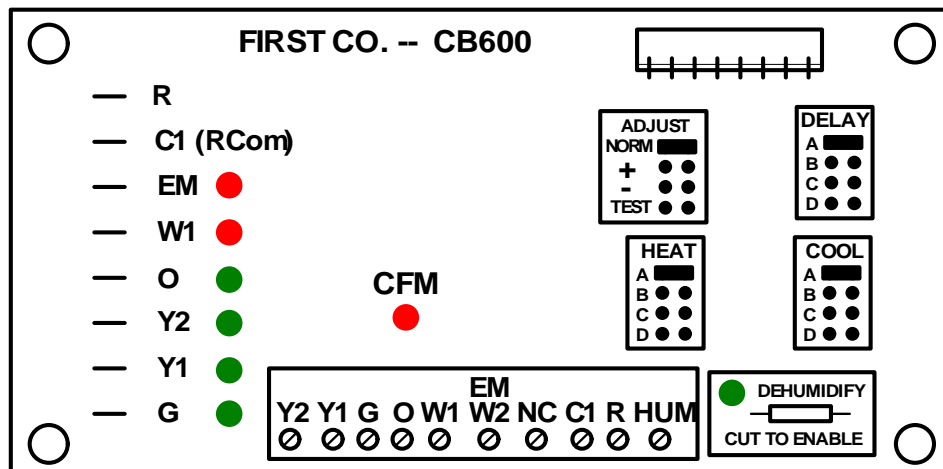 FIRST CO. -- CB600
R
C1 (RCom)
EM
W1
O
Y2
Y1
G
CFM
ADJUST
NORM
+
-
TEST
DELAY
A
B
C
D
HEAT
A
B
C
D
COOL
A
B
C
D
EM
Y2 Y1 G O W1 W2 NC C1 R HUM
DEHUMIDIFY
CUT TO ENABLE